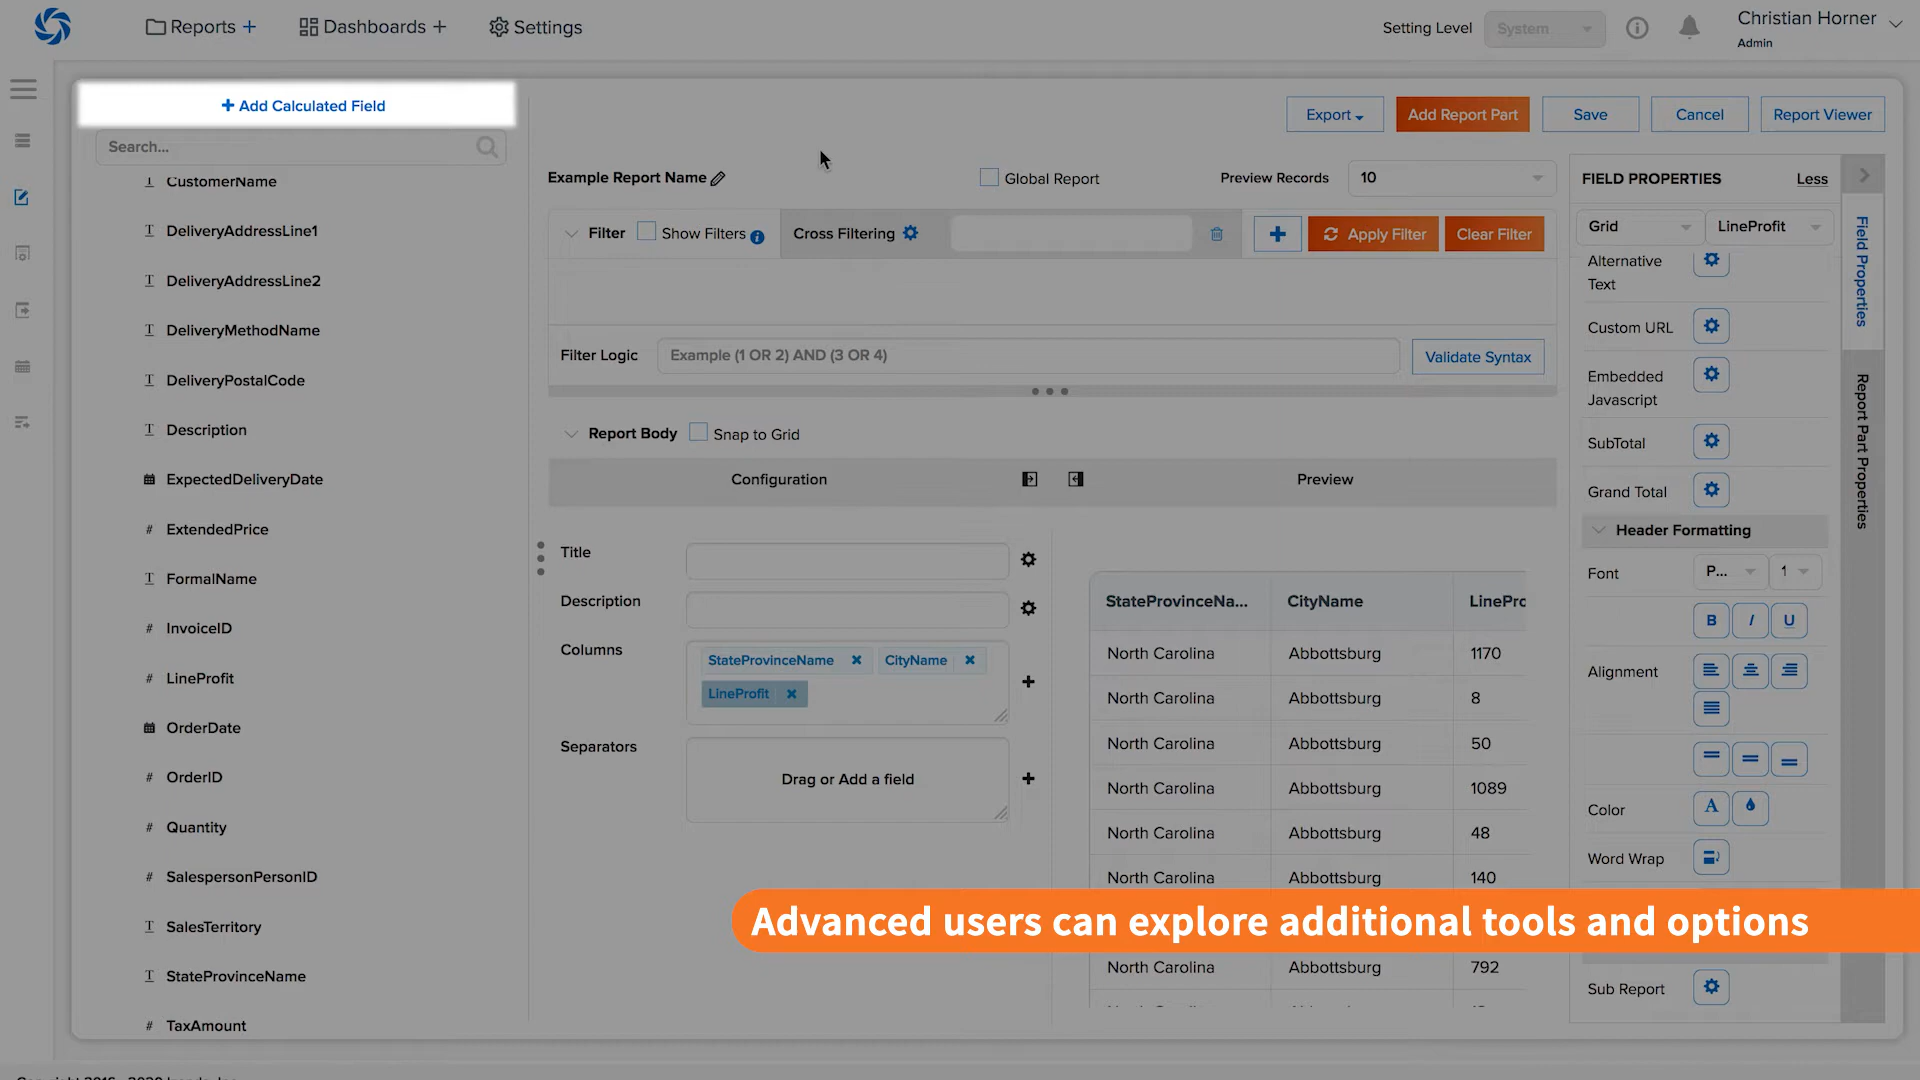 Reports +
Dashboards +
Settings
Setting Level
System
Christian Horner
Admin
+ Add Calculated Field
Search...
CustomerName
DeliveryAddressLine1
DeliveryAddressLine2
DeliveryMethodName
DeliveryPostalCode
Description
ExpectedDeliveryDate
# ExtendedPrice
FormalName
# InvoiceID
# LineProfit
OrderDate
# OrderID
# Quantity
# SalespersonPersonID
SalesTerritory
StateProvinceName
# TaxAmount
Export
Add Report Part
Save
Cancel
Report Viewer
Example Report Name
Global Report
Preview Records
10
Filter
Show Filters
Cross Filtering
+
Apply Filter
Clear Filter
Filter Logic
Example (1 OR 2) AND (3 OR 4)
Validate Syntax
Report Body
Snap to Grid
Configuration
Preview
Title
Description
Columns
StateProvinceName
CityName
LineProfit
Separators
Drag or Add a field
StateProvinceNa... CityName LinePro
North Carolina Abbottsburg 1170
North Carolina Abbottsburg 8
North Carolina Abbottsburg 50
North Carolina Abbottsburg 1089
North Carolina Abbottsburg 48
North Carolina Abbottsburg 140
Advanced users can explore additional tools and options
North Carolina Abbottsburg 792
FIELD PROPERTIES
Less
Grid
LineProfit
Alternative
Text
Custom URL
Embedded
Javascript
SubTotal
Grand Total
Header Formatting
Font
P...
1
B I U
Alignment
Color
A
Word Wrap
Sub Report
Field Properties
Report Part Properties